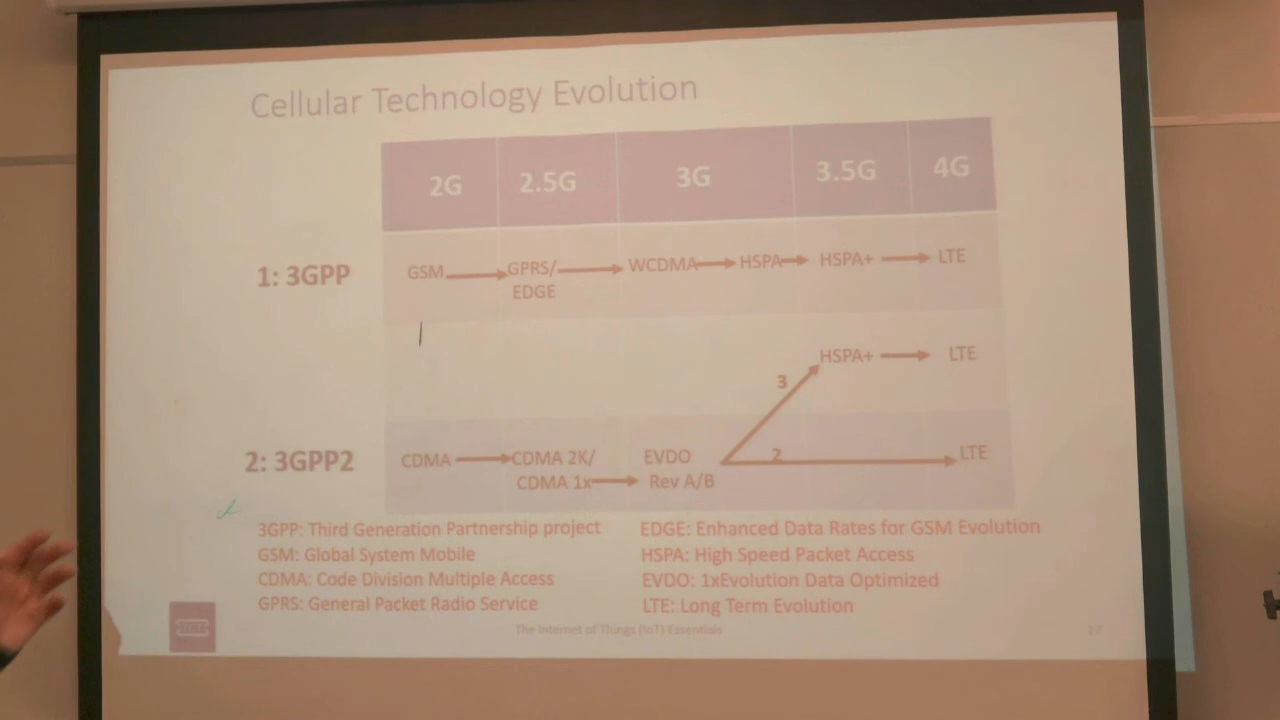 Cellular Technology Evolution
2G 2.5G 3G 3.5G 4G
1: 3GPP GSM GPRS/ WCDMA HSPA HSPA+ LTE
EDGE
HSPA+ LTE
3
2: 3GPP2 CDMA CDMA 2K/ EVDO 2 LTE
CDMA 1x Rev A/B
3GPP: Third Generation Partnership project
GSM: Global System Mobile
CDMA: Code Division Multiple Access
GPRS: General Packet Radio Service
EDGE: Enhanced Data Rates for GSM Evolution
HSPA: High Speed Packet Access
EVDO: 1xEvolution Data Optimized
LTE: Long Term Evolution
The Internet of Things (IoT) Essentials
27